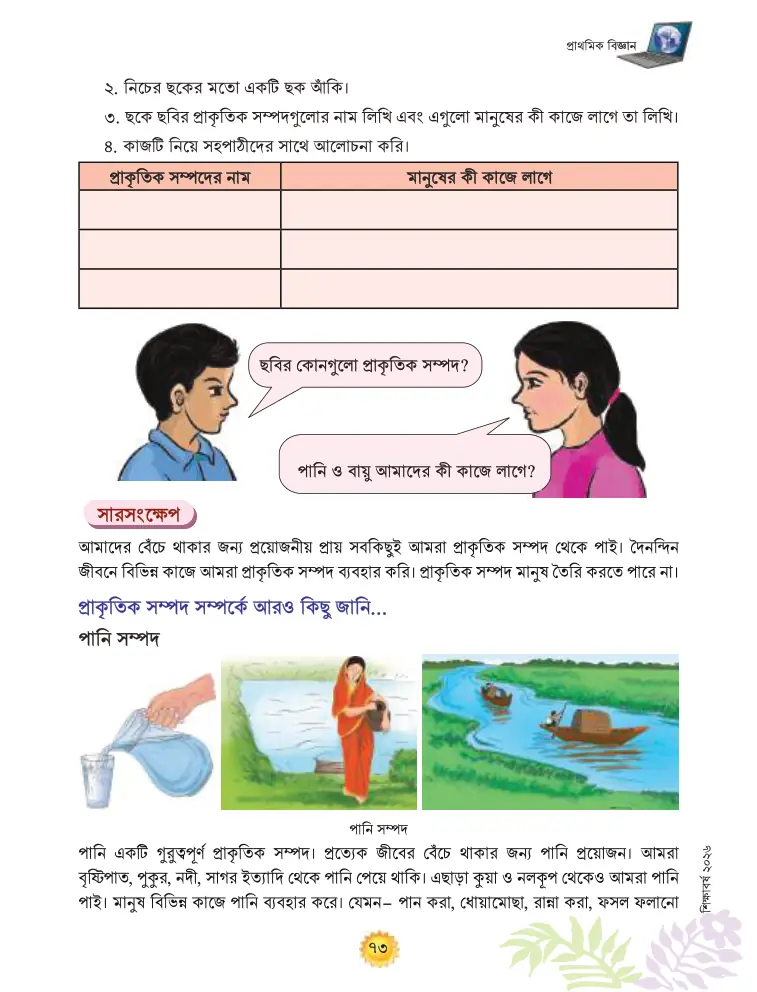 প্রাথমিক বিজ্ঞান
২. নিচের ছকের মতো একটি ছক আঁকি।
৩. ছকে ছবির প্রাকৃতিক সম্পদগুলোর নাম লিখি এবং এগুলো মানুষের কী কাজে লাগে তা লিখি।
৪. কাজটি নিয়ে সহপাঠীদের সাথে আলোচনা করি।
প্রাকৃতিক সম্পদের নাম
মানুষের কী কাজে লাগে
ছবির কোনগুলো প্রাকৃতিক সম্পদ?
পানি ও বায়ু আমাদের কী কাজে লাগে?
সারসংক্ষেপ
আমাদের বেঁচে থাকার জন্য প্রয়োজনীয় প্রায় সবকিছুই আমরা প্রাকৃতিক সম্পদ থেকে পাই। দৈনন্দিন
জীবনে বিভিন্ন কাজে আমরা প্রাকৃতিক সম্পদ ব্যবহার করি। প্রাকৃতিক সম্পদ মানুষ তৈরি করতে পারে না।
প্রাকৃতিক সম্পদ সম্পর্কে আরও কিছু জানি...
পানি সম্পদ
পানি সম্পদ
পানি একটি গুরুত্বপূর্ণ প্রাকৃতিক সম্পদ। প্রত্যেক জীবের বেঁচে থাকার জন্য পানি প্রয়োজন। আমরা
বৃষ্টিপাত, পুকুর, নদী, সাগর ইত্যাদি থেকে পানি পেয়ে থাকি। এছাড়া কুয়া ও নলকূপ থেকেও আমরা পানি
পাই। মানুষ বিভিন্ন কাজে পানি ব্যবহার করে। যেমন– পান করা, ধোয়ামোছা, রান্না করা, ফসল ফলানো
শিক্ষাবর্ষ ২০২৬
৭৩